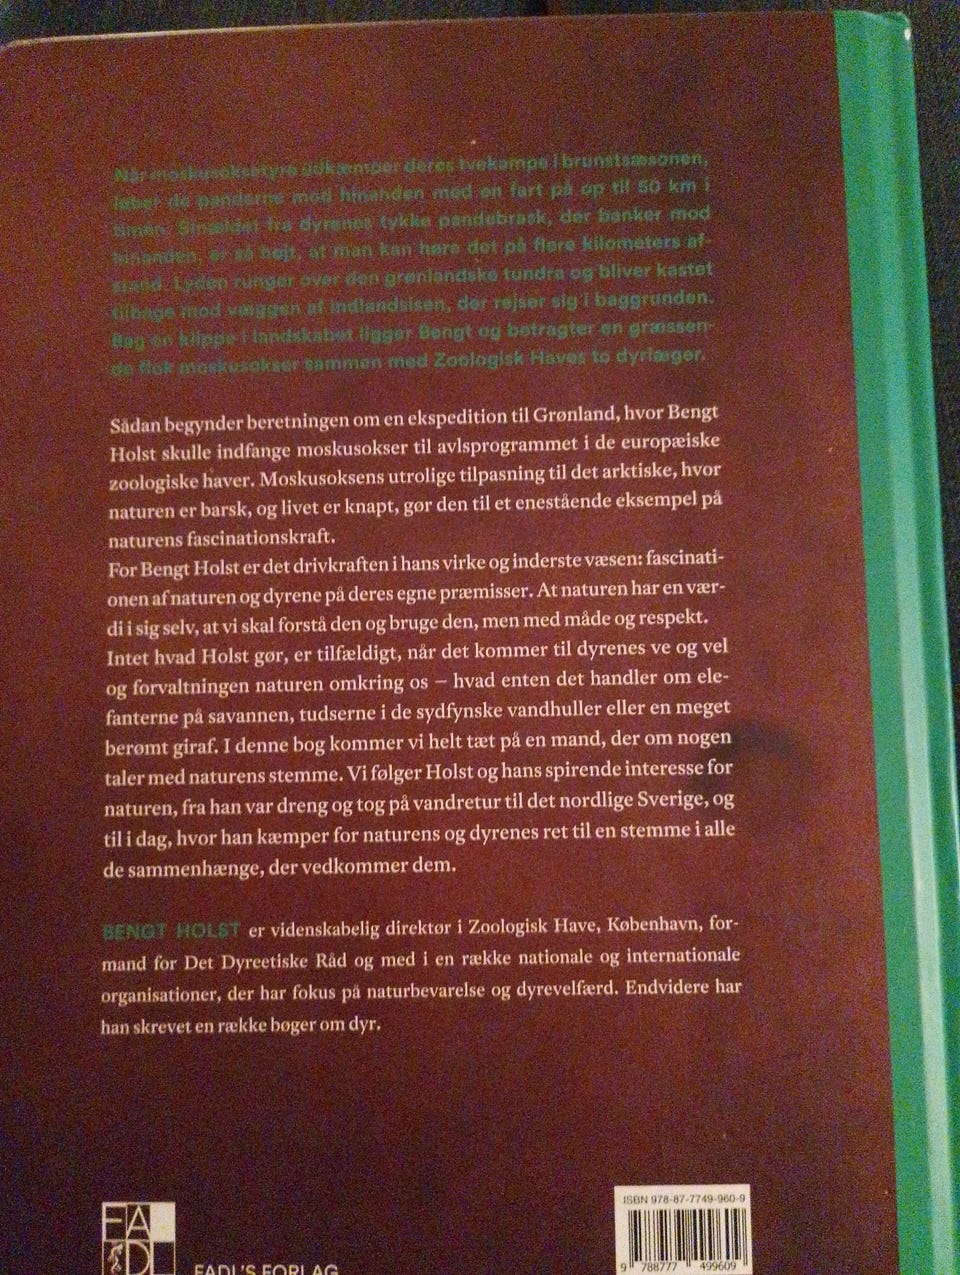 Når moskusoksetyre udkæmper deres tvekampe i brunstsæsonen,
løber de panderne mod hinanden med en fart på op til 50 km i
timen. Smældet fra dyrenes tykke pandebrask, der banker mod
hinanden, er så højt, at man kan høre det på flere kilometers af-
stand. Lyden runger over den grønlandske tundra og bliver kastet
tilbage mod væggen af indlandsisen, der rejser sig i baggrunden.
Bag en klippe i landskabet ligger Bengt og betragter en græssen-
de flok moskusokser sammen med Zoologisk Haves to dyrlæger.
Sådan begynder beretningen om en ekspedition til Grønland, hvor Bengt
Holst skulle indfange moskusokser til avlsprogrammet i de europæiske
zoologiske haver. Moskusoksens utrolige tilpasning til det arktiske, hvor
naturen er barsk, og livet er knapt, gør den til et enestående eksempel på
naturens fascinationskraft.
For Bengt Holst er det drivkraften i hans virke og inderste væsen: fascinati-
onen af naturen og dyrene på deres egne præmisser. At naturen har en vær-
di i sig selv, at vi skal forstå den og bruge den, men med måde og respekt.
Intet hvad Holst gør, er tilfældigt, når det kommer til dyrenes ve og vel
og forvaltningen naturen omkring os – hvad enten det handler om ele-
fanterne på savannen, tudserne i de sydfynske vandhuller eller en meget
berømt giraf. I denne bog kommer vi helt tæt på en mand, der om nogen
taler med naturens stemme. Vi følger Holst og hans spirende interesse for
naturen, fra han var dreng og tog på vandretur til det nordlige Sverige, og
til i dag, hvor han kæmper for naturens og dyrenes ret til en stemme i alle
de sammenhænge, der vedkommer dem.
BENGT HOLST er videnskabelig direktør i Zoologisk Have, København, for-
mand for Det Dyreetiske Råd og med i en række nationale og internationale
organisationer, der har fokus på naturbevarelse og dyrevelfærd. Endvidere har
han skrevet en række bøger om dyr.
FADL
FADL'S FORLAG
ISBN 978-87-7749-960-9
9 788777 499609